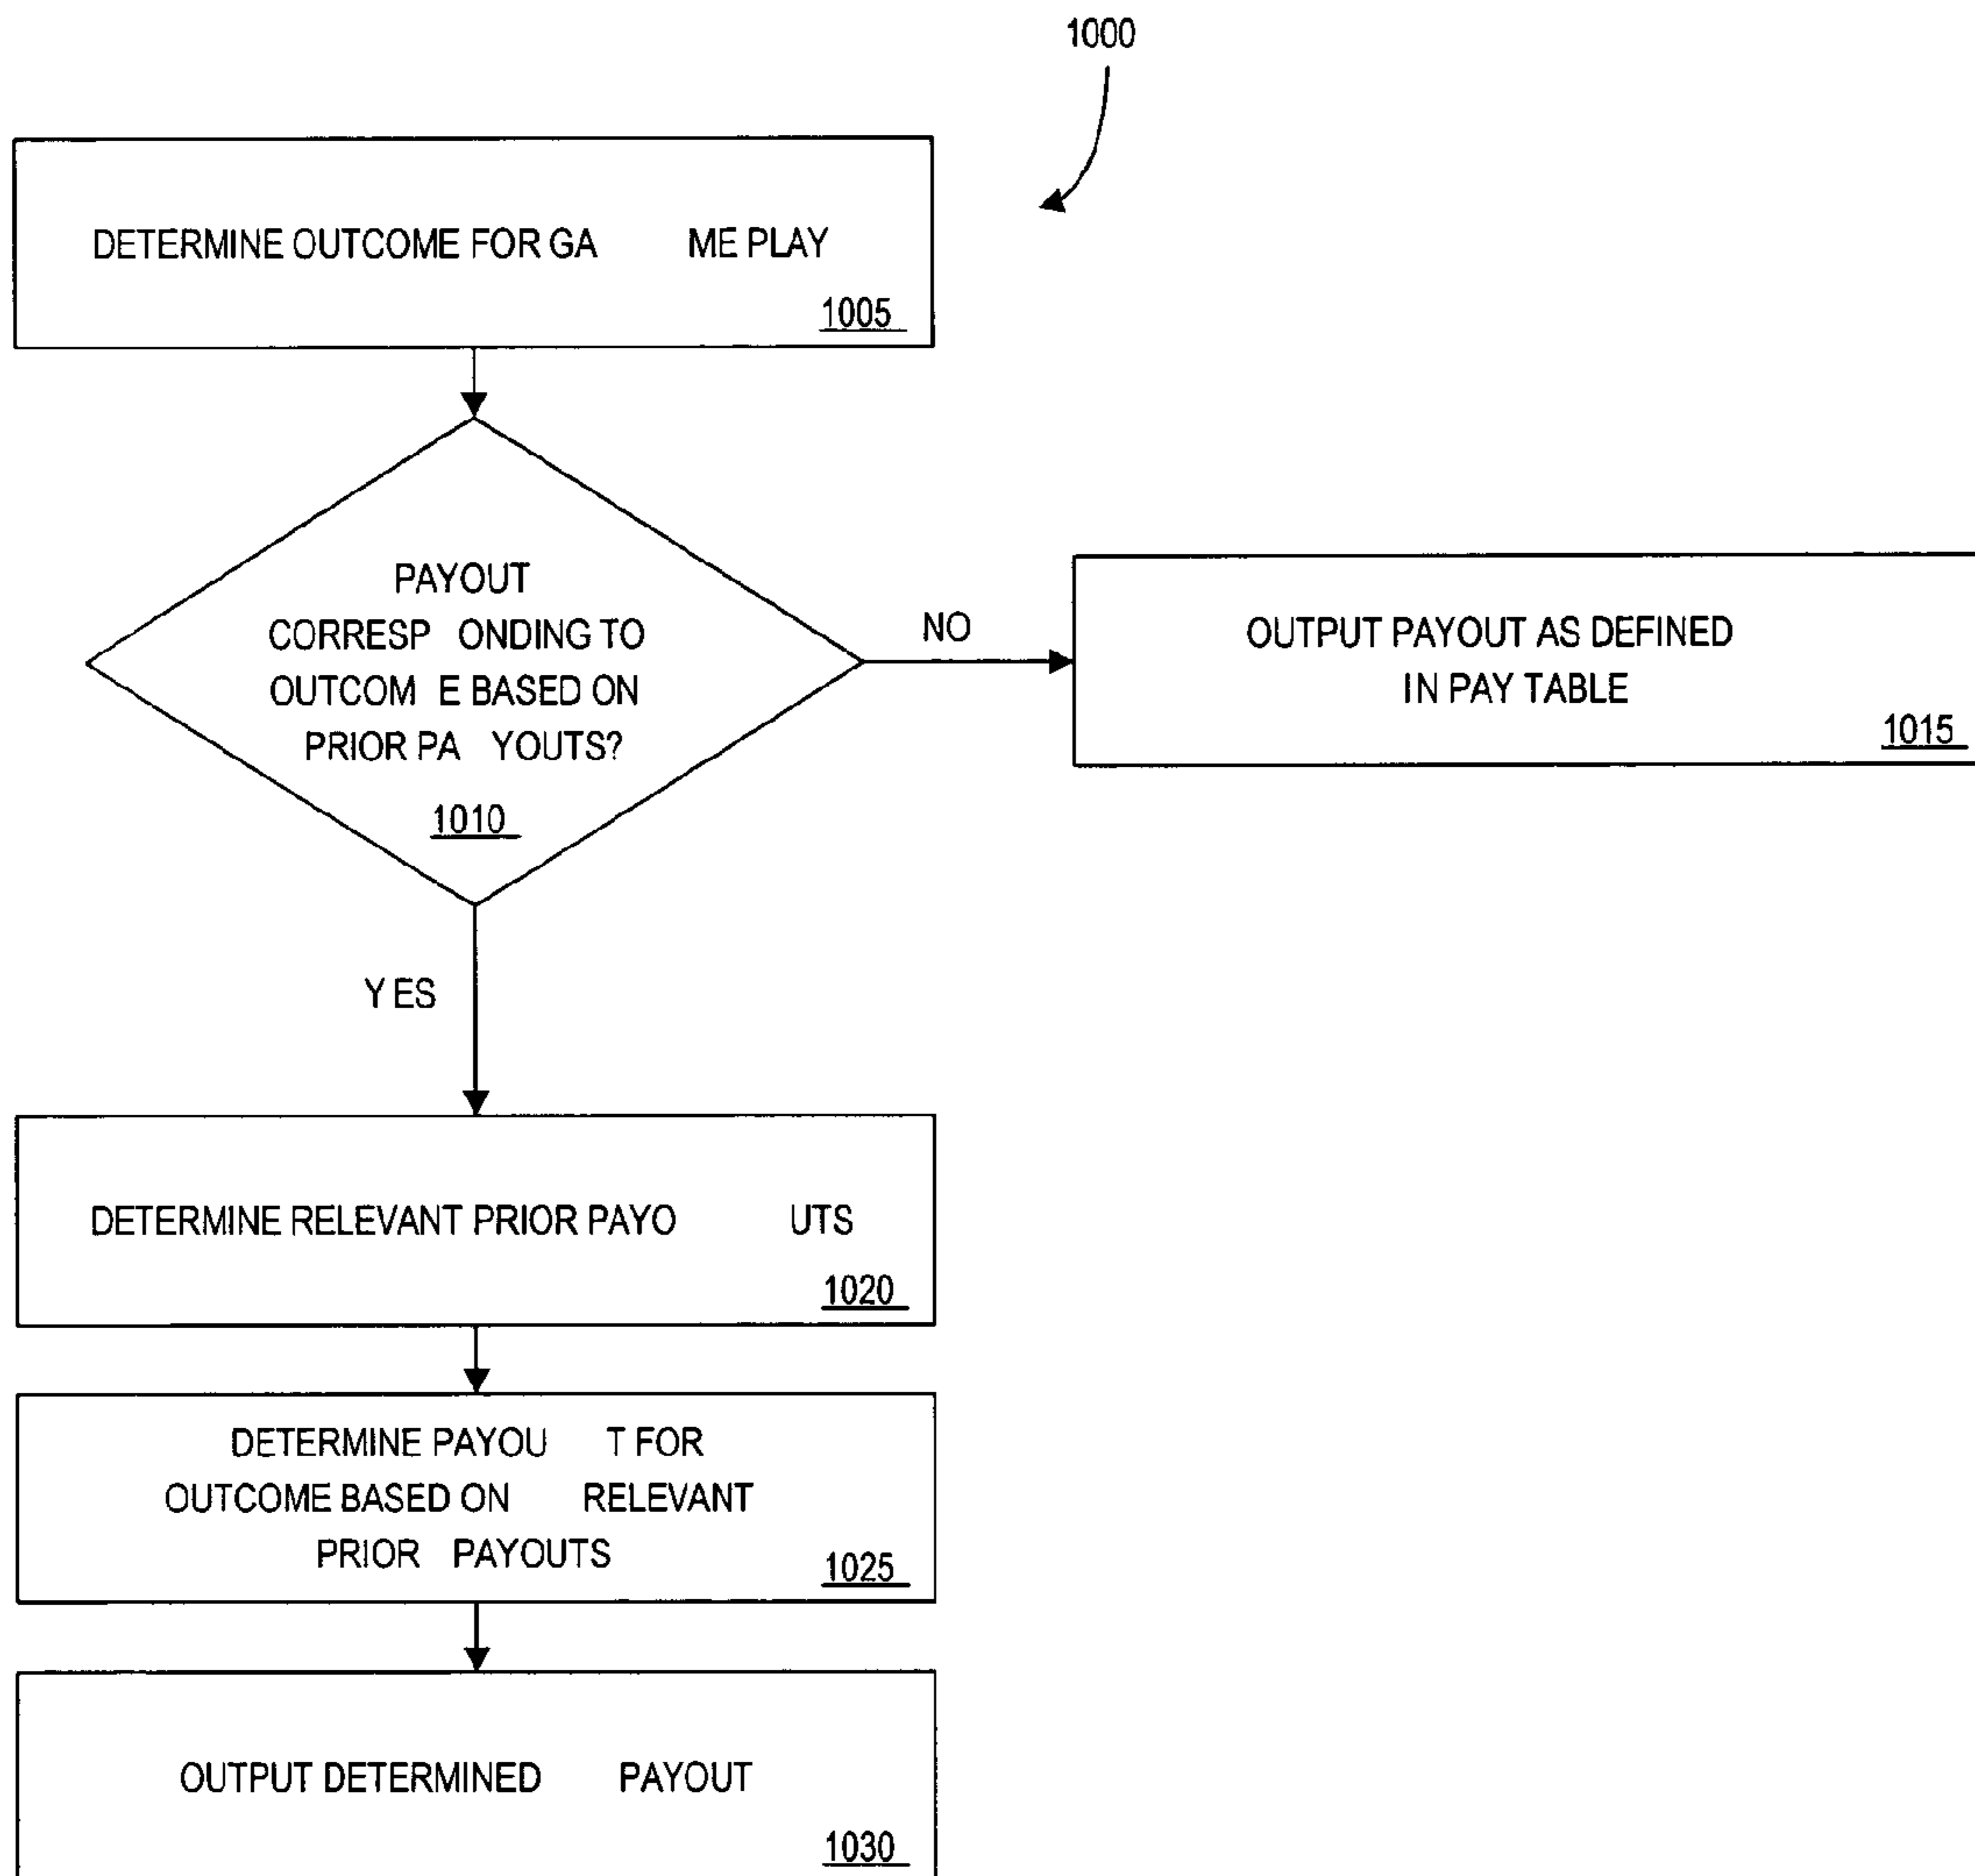 1000
DETERMINE OUTCOME FOR GA ME PLAY
1005
PAYOUT
CORRESP ONDING TO
OUTCOM E BASED ON
PRIOR PA YOUTS?
1010
NO
OUTPUT PAYOUT AS DEFINED
IN PAY TABLE
1015
Y ES
DETERMINE RELEVANT PRIOR PAYO UTS
1020
DETERMINE PAYOU T FOR
OUTCOME BASED ON RELEVANT
PRIOR PAYOUTS
1025
OUTPUT DETERMINED PAYOUT
1030